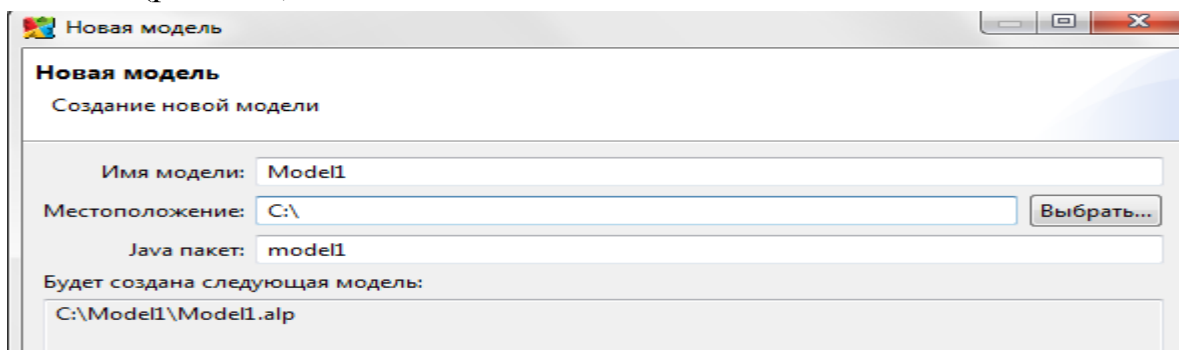 Новая модель
Новая модель
Создание новой модели
Имя модели: Model1
Местоположение: C:\ Выбрать...
Java пакет: model1
Будет создана следующая модель:
C:\Model1\Model1.alp